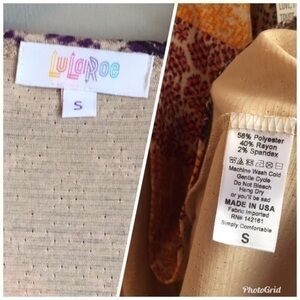 LuLaRoe
S
58% Polyester
40% Rayon
2% Spandex
Machine Wash Cold
Gentle Cycle
Do Not Bleach
Hang Dry
or you'll be sad
MADE IN USA
Fabric Imported
RN# 142161
Simply Comfortable
S
PhotoGrid